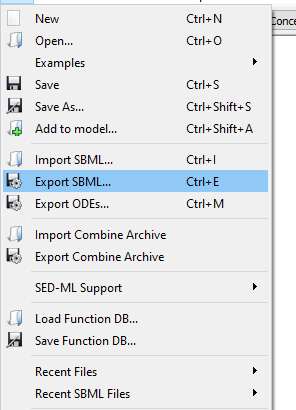 Conce
New Ctrl+N
Open... Ctrl+O
Examples
Save Ctrl+S
Save As... Ctrl+Shift+S
Add to model... Ctrl+Shift+A
Import SBML... Ctrl+I
Export SBML... Ctrl+E
Export ODEs... Ctrl+M
Import Combine Archive
Export Combine Archive
SED-ML Support
Load Function DB...
Save Function DB...
Recent Files
Recent SBML Files